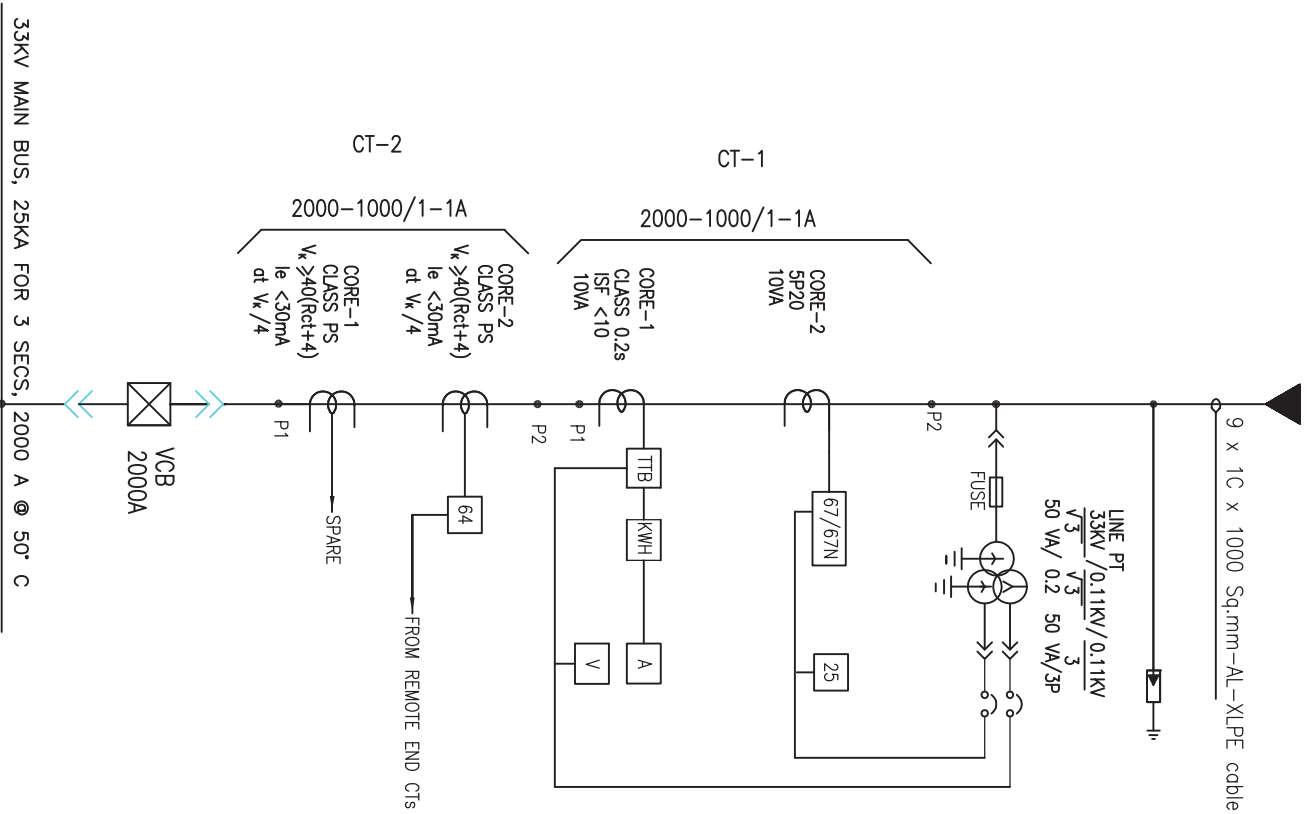 9 x 1C x 1000 Sq.mm-AL-XLPE cable
LINE PT
33KV/0.11KV/0.11KV
√3 √3 3
50 VA/ 0.2 50 VA/3P
FUSE
P2
CT-1
2000-1000/1-1A
CORE-2
5P20
10VA
67/67N
25
CORE-1
CLASS 0.2s
ISF <10
10VA
TTB
KWH
A
V
P1
P2
CT-2
2000-1000/1-1A
CORE-2
CLASS PS
VK >40(Rct+4)
Ie <30mA
at VK/4
64
FROM REMOTE END CTs
CORE-1
CLASS PS
VK >40(Rct+4)
Ie <30mA
at VK/4
SPARE
P1
VCB
2000A
33KV MAIN BUS, 25KA FOR 3 SECS, 2000 A @ 50° C